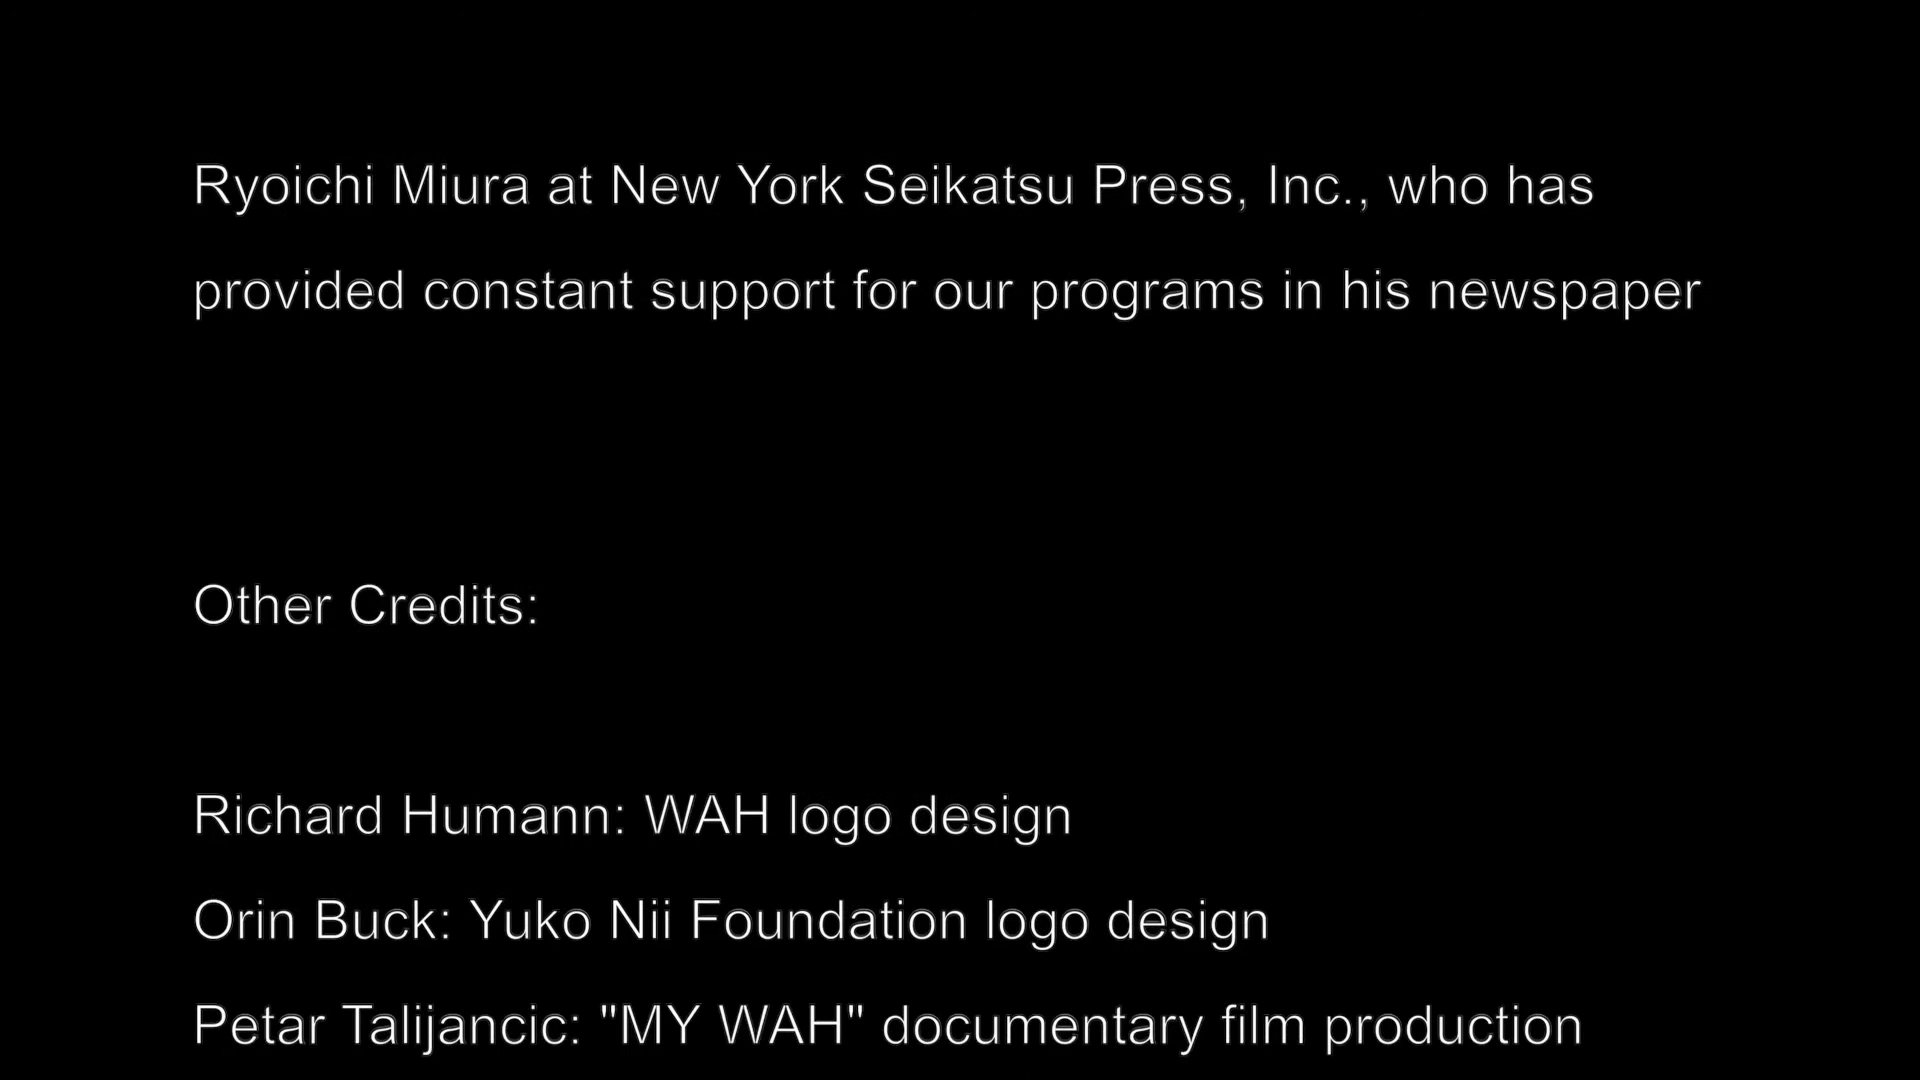 Ryoichi Miura at New York Seikatsu Press, Inc., who has
provided constant support for our programs in his newspaper
Other Credits:
Richard Humann: WAH logo design
Orin Buck: Yuko Nii Foundation logo design
Petar Talijancic: "MY WAH" documentary film production